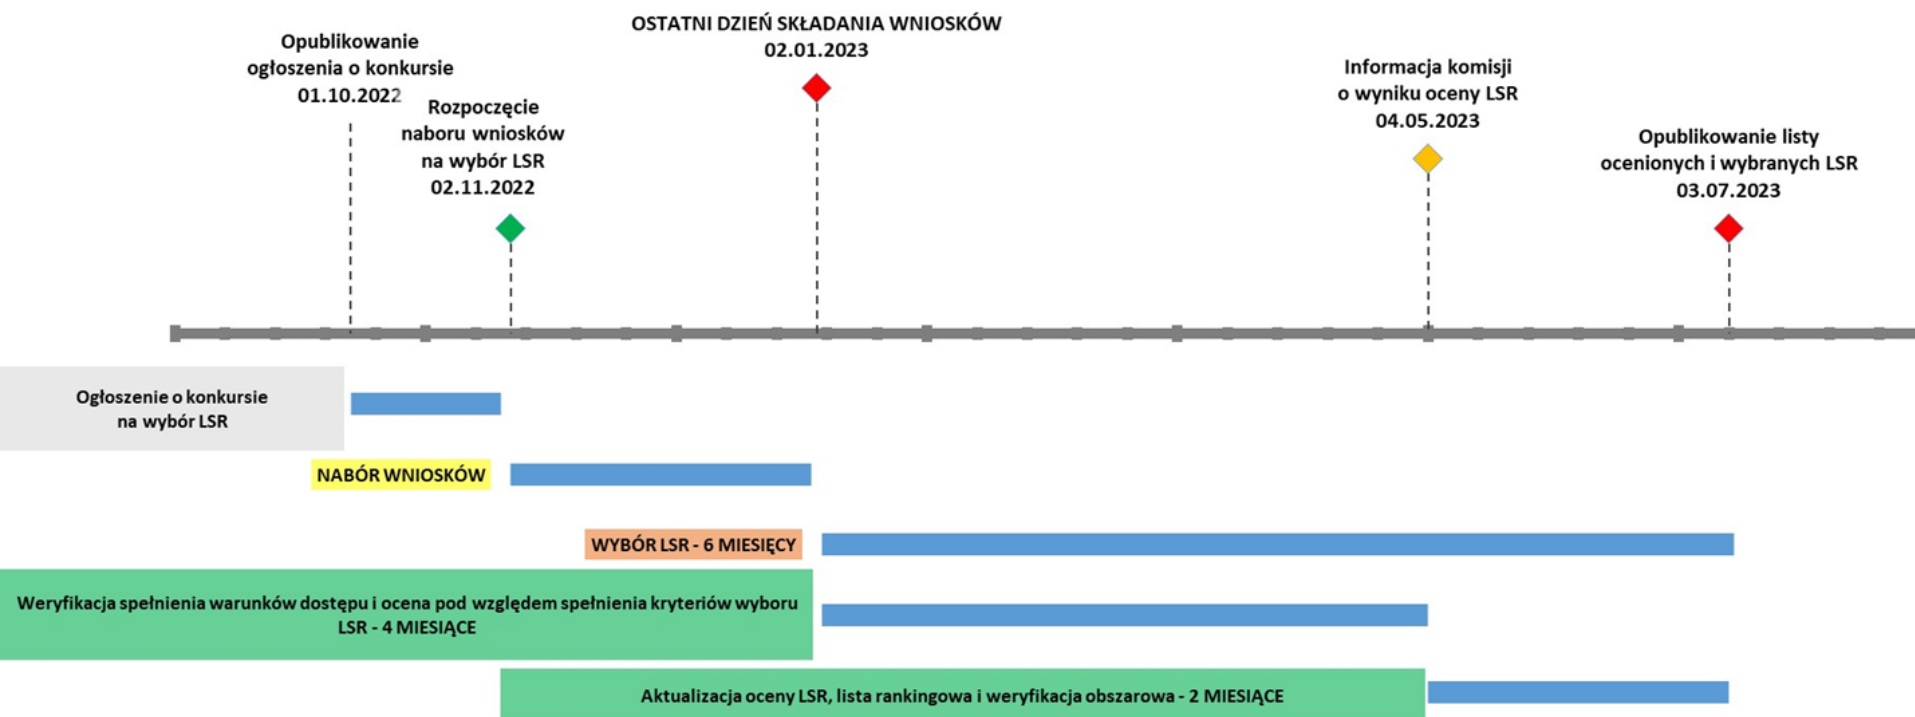 Opublikowanie
ogłoszenia o konkursie
01.10.2022
Rozpoczęcie
naboru wniosków
na wybór LSR
02.11.2022
OSTATNI DZIEŃ SKŁADANIA WNIOSKÓW
02.01.2023
Informacja komisji
o wyniku oceny LSR
04.05.2023
Opublikowanie listy
ocenionych i wybranych LSR
03.07.2023
Ogłoszenie o konkursie
na wybór LSR
NABÓR WNIOSKÓW
WYBÓR LSR - 6 MIESIĘCY
Weryfikacja spełnienia warunków dostępu i ocena pod względem spełnienia kryteriów wyboru
LSR - 4 MIESIĄCE
Aktualizacja oceny LSR, lista rankingowa i weryfikacja obszarowa - 2 MIESIĄCE